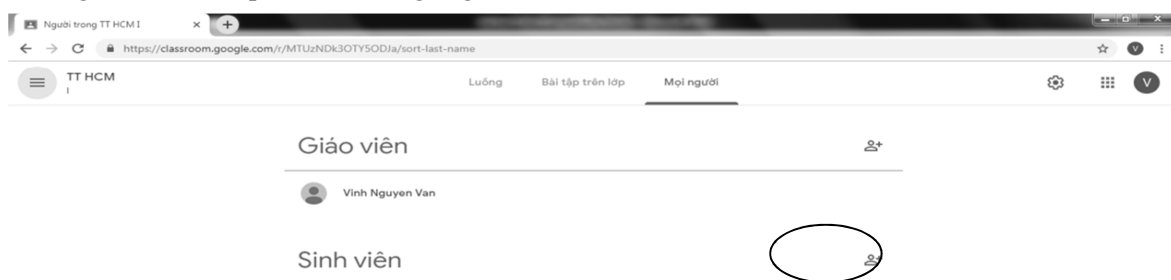 Người trong TT HCM I
https://classroom.google.com/r/MTUzNDk3OTY5ODJa/sort-last-name
V
TT HCM
I
Luồng Bài tập trên lớp Mọi người
V
Giáo viên
Vinh Nguyen Van
Sinh viên